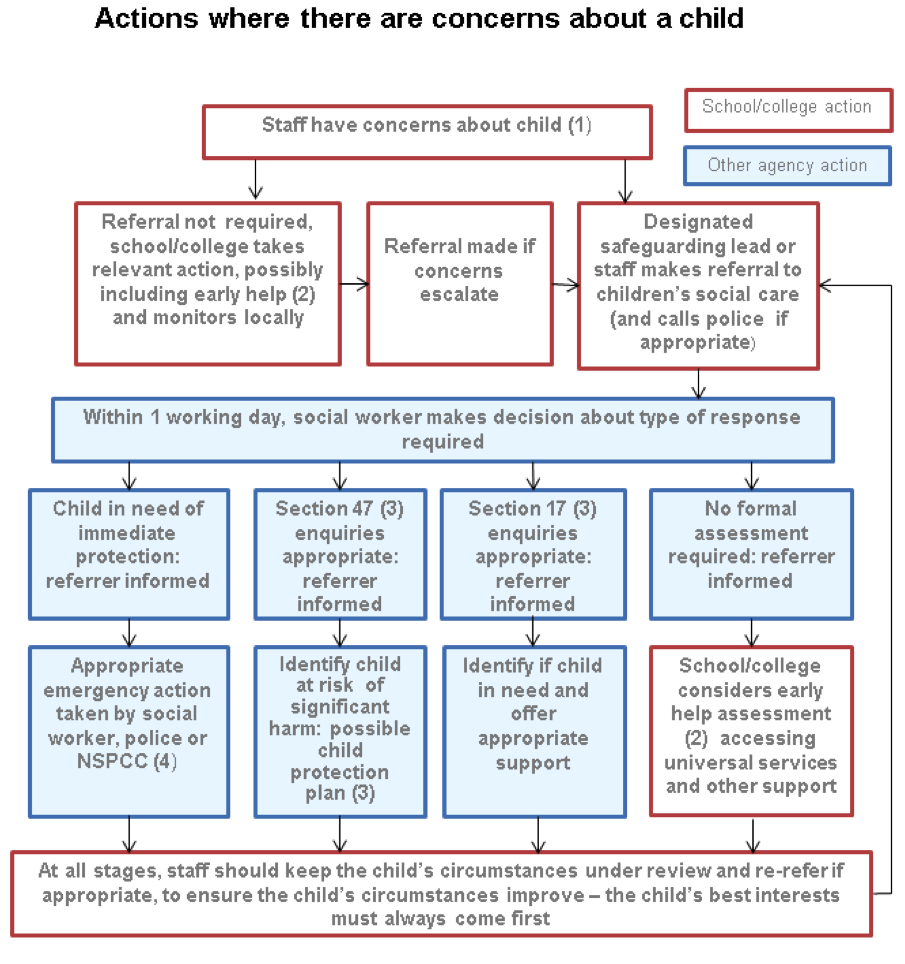 Actions where there are concerns about a child
School/college action
Other agency action
Staff have concerns about child (1)
Referral not required,
school/college takes
relevant action, possibly
including early help (2)
and monitors locally
Referral made if
concerns
escalate
Designated
safeguarding lead or
staff makes referral to
children’s social care
(and calls police if
appropriate)
Within 1 working day, social worker makes decision about type of response
required
Child in need of
immediate
protection:
referrer informed
Section 47 (3)
enquiries
appropriate:
referrer
informed
Section 17 (3)
enquiries
appropriate:
referrer
informed
No formal
assessment
required: referrer
informed
Appropriate
emergency action
taken by social
worker, police or
NSPCC (4)
Identify child
at risk of
significant
harm: possible
child
protection
plan (3)
Identify if child
in need and
offer
appropriate
support
School/college
considers early
help assessment
(2) accessing
universal services
and other support
At all stages, staff should keep the child’s circumstances under review and re-refer if
appropriate, to ensure the child’s circumstances improve – the child’s best interests
must always come first